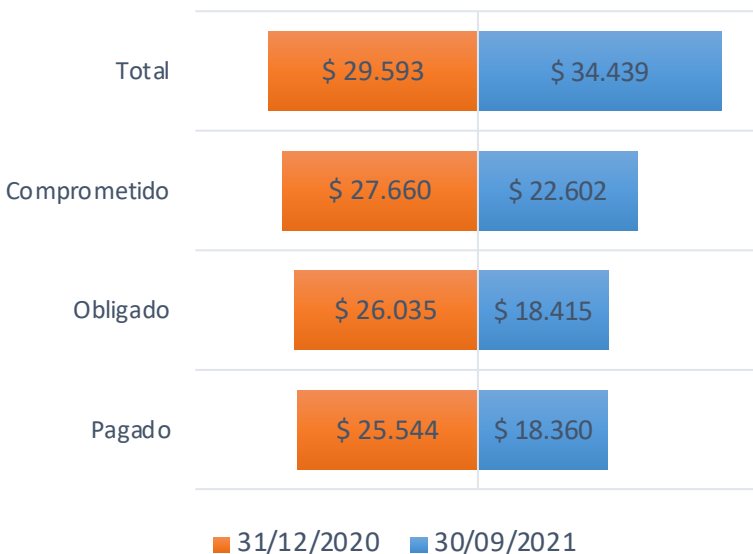 Total $ 29.593 $ 34.439
Comprometido $ 27.660 $ 22.602
Obligado $ 26.035 $ 18.415
Pagado $ 25.544 $ 18.360
31/12/2020 30/09/2021